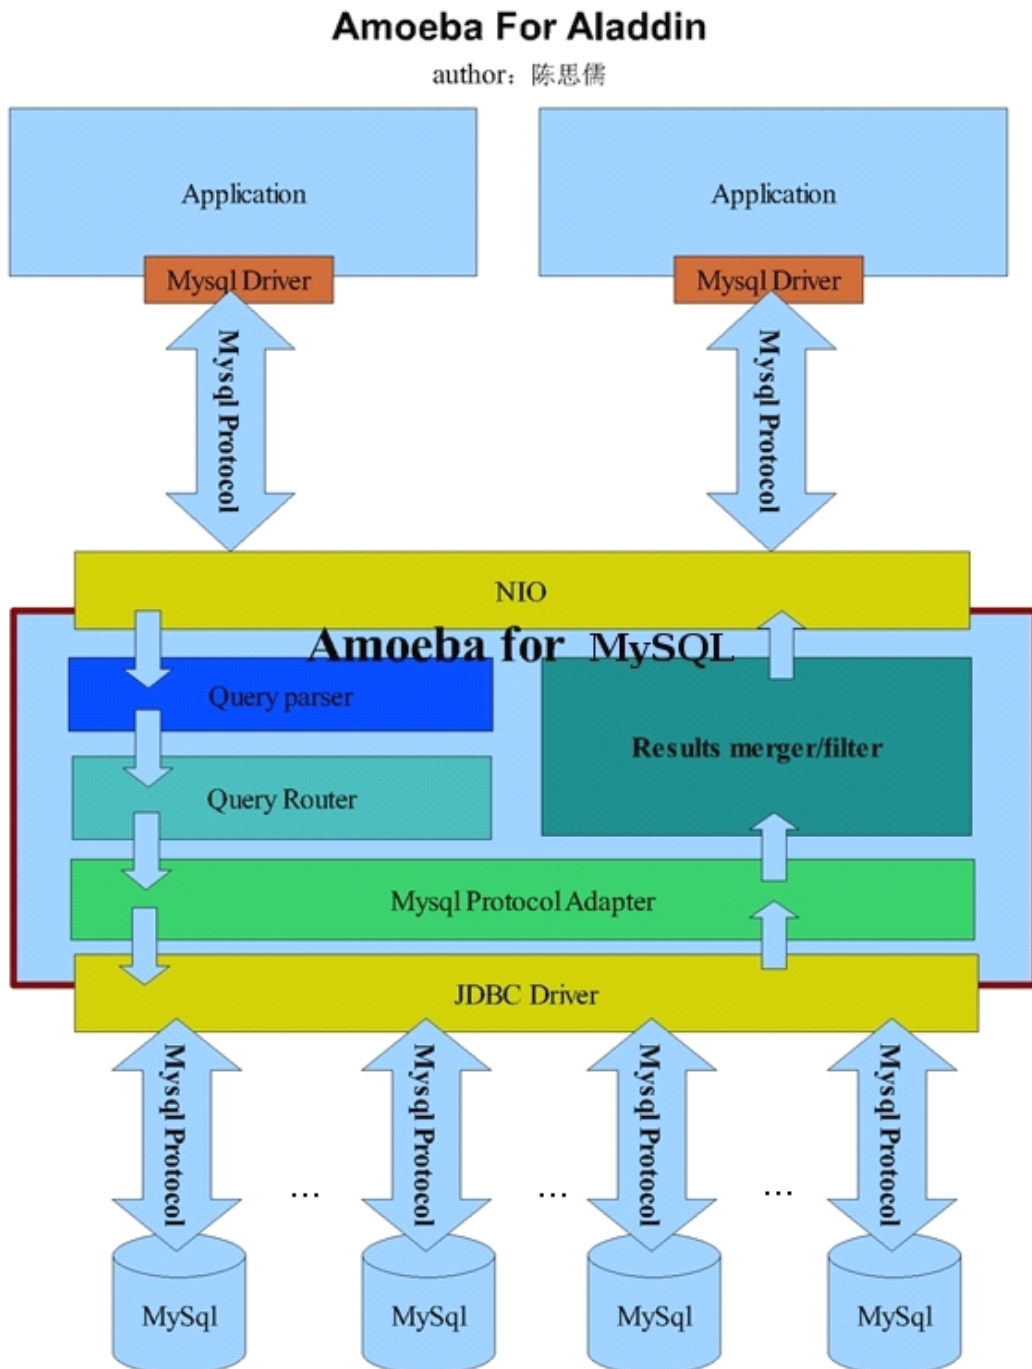 Amoeba For Aladdin
author：陈思儒
Application
Application
Mysql Driver
Mysql Driver
Mysql Protocol
Mysql Protocol
NIO
Amoeba for MySQL
Query parser
Results merger/filter
Query Router
Mysql Protocol Adapter
JDBC Driver
Mysql Protocol
Mysql Protocol
Mysql Protocol
Mysql Protocol
...
...
...
MySql
MySql
MySql
MySql